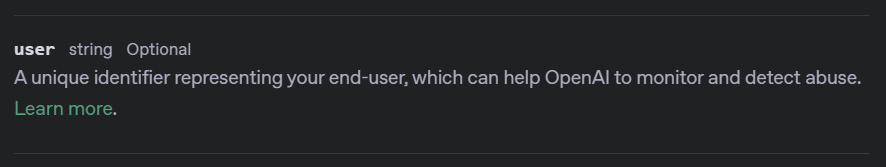 user string Optional
A unique identifier representing your end-user, which can help OpenAI to monitor and detect abuse.
Learn more.